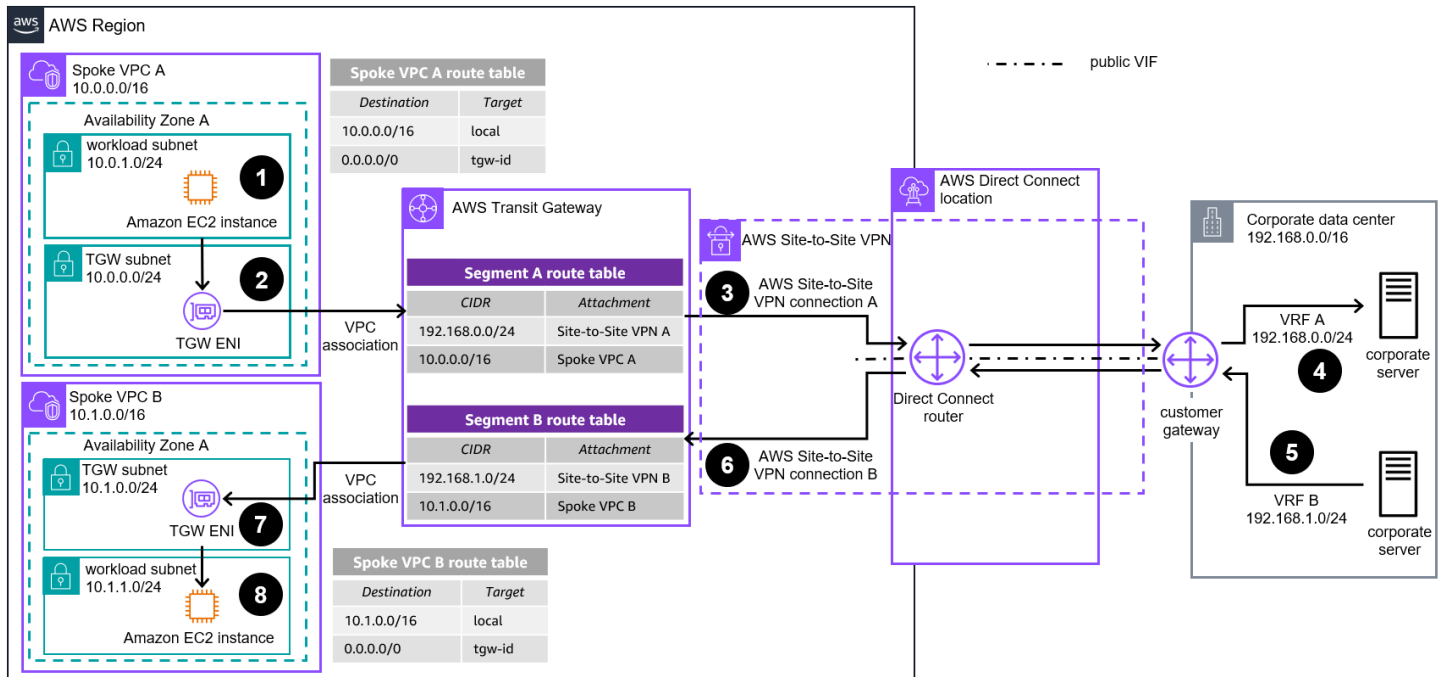 aws
AWS Region
public VIF
Spoke VPC A
10.0.0.0/16
Availability Zone A
workload subnet
10.0.1.0/24
1
Amazon EC2 instance
TGW subnet
10.0.0.0/24
2
TGW ENI
Spoke VPC A route table
Destination Target
10.0.0.0/16 local
0.0.0.0/0 tgw-id
VPC
association
AWS Transit Gateway
Segment A route table
CIDR Attachment
192.168.0.0/24 Site-to-Site VPN A
10.0.0.0/16 Spoke VPC A
Segment B route table
CIDR Attachment
192.168.1.0/24 Site-to-Site VPN B
10.1.0.0/16 Spoke VPC B
AWS Site-to-Site VPN
3
AWS Site-to-Site
VPN connection A
6
AWS Site-to-Site
VPN connection B
AWS Direct Connect
location
Direct Connect
router
Corporate data center
192.168.0.0/16
VRF A
192.168.0.0/24
4
corporate
server
customer
gateway
5
VRF B
192.168.1.0/24
corporate
server
Spoke VPC B
10.1.0.0/16
Availability Zone A
TGW subnet
10.1.0.0/24
TGW ENI
7
VPC
association
workload subnet
10.1.1.0/24
8
Amazon EC2 instance
Spoke VPC B route table
Destination Target
10.1.0.0/16 local
0.0.0.0/0 tgw-id